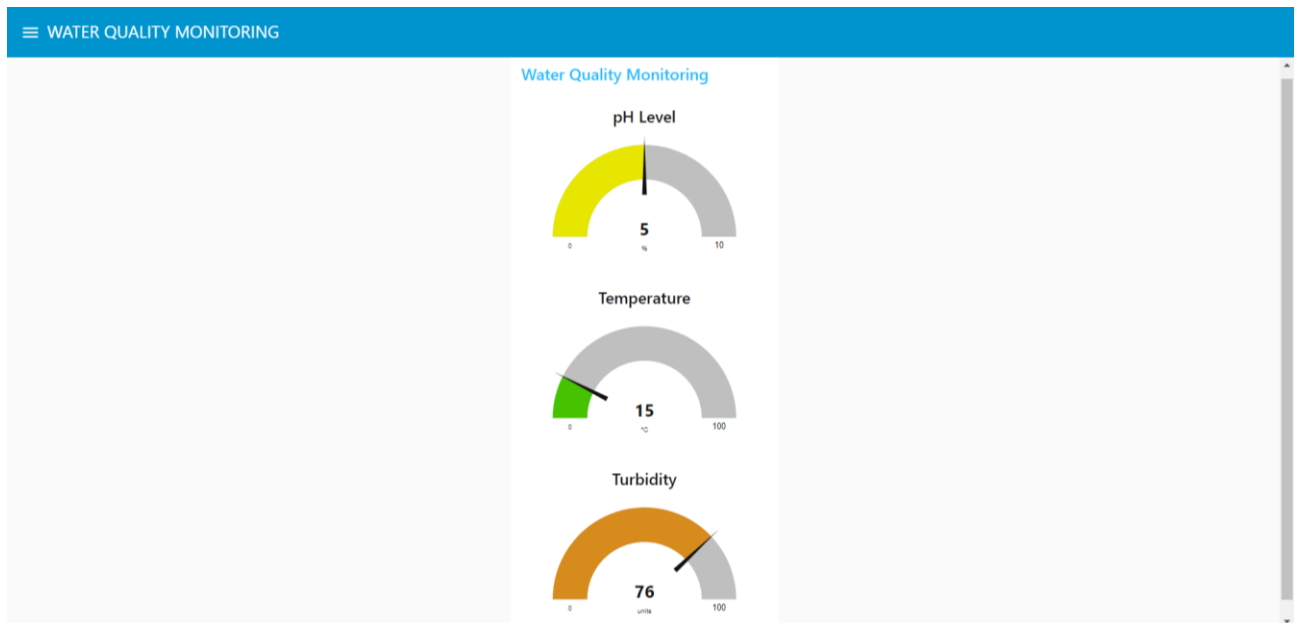 WATER QUALITY MONITORING
Water Quality Monitoring
pH Level
5
0 % 10
Temperature
15
0 °C 100
Turbidity
76
0 units 100